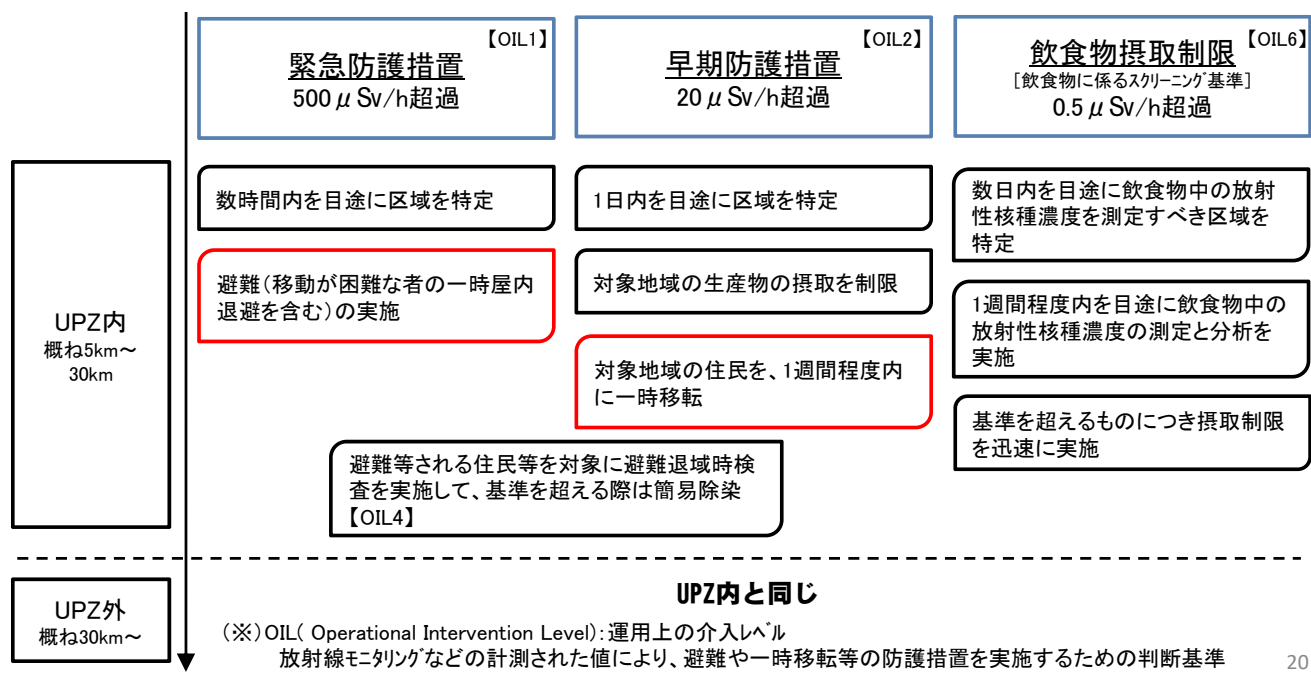 【OIL1】
緊急防護措置
500μSv/h超過
【OIL2】
早期防護措置
20μSv/h超過
【OIL6】
飲食物摂取制限
[飲食物に係るスクリーニング基準]
0.5μSv/h超過
UPZ内
概ね5km～
30km
数時間内を目途に区域を特定
避難(移動が困難な者の一時屋内
退避を含む)の実施
1日内を目途に区域を特定
対象地域の生産物の摂取を制限
対象地域の住民を、1週間程度内
に一時移転
数日内を目途に飲食物中の放射
性核種濃度を測定すべき区域を
特定
1週間程度内を目途に飲食物中の
放射性核種濃度の測定と分析を
実施
基準を超えるものにつき摂取制限
を迅速に実施
避難等される住民等を対象に避難退域時検
査を実施して、基準を超える際は簡易除染
【OIL4】
UPZ外
概ね30km～
UPZ内と同じ
(※)OIL( Operational Intervention Level):運用上の介入レベル
放射線モニタリングなどの計測された値により、避難や一時移転等の防護措置を実施するための判断基準
20